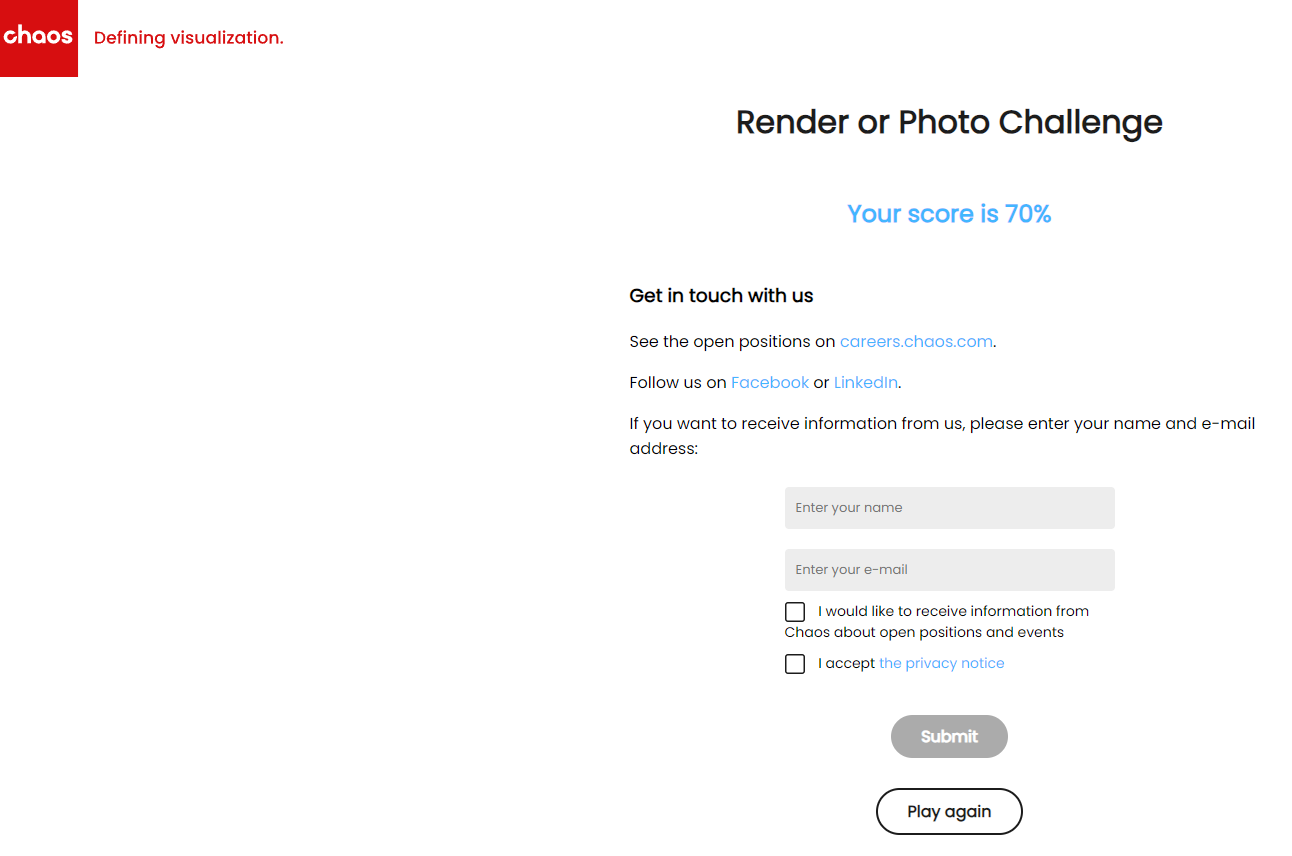 chaos
Defining visualization.
Render or Photo Challenge
Your score is 70%
Get in touch with us
See the open positions on careers.chaos.com.
Follow us on Facebook or LinkedIn.
If you want to receive information from us, please enter your name and e-mail
address:
Enter your name
Enter your e-mail
I would like to receive information from
Chaos about open positions and events
I accept the privacy notice
Submit
Play again